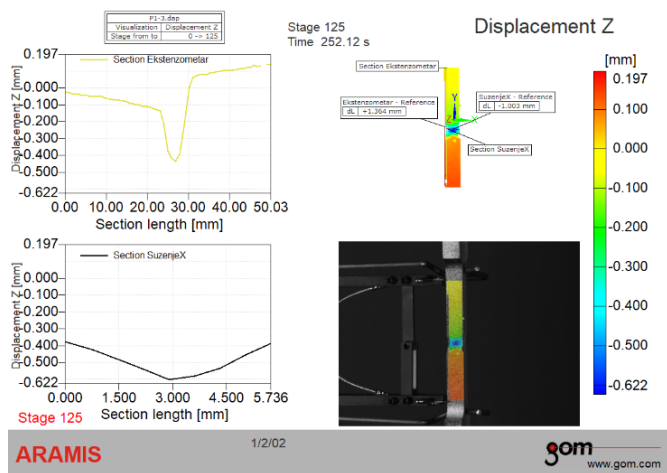 P1-3.dap
Visualization Displacement Z
Stage from to 0 -> 125
Stage 125
Time 252.12 s
Displacement Z
Section Ekstenzometar
Displacement Z [mm]
0.197
0.000
-0.100
-0.200
-0.300
-0.400
-0.500
-0.622
0.00 10.00 20.00 30.00 40.00 50.03
Section length [mm]
Section SuzenjeX
Displacement Z [mm]
0.197
0.000
-0.100
-0.200
-0.300
-0.400
-0.500
-0.622
0.000 1.500 3.000 4.500 5.736
Section length [mm]
Stage 125
Section Ekstenzometar
Ekstenzometar - Reference
dL +1.364 mm
SuzenjeX - Reference
dL -1.003 mm
Y
Z X
Section SuzenjeX
[mm]
0.197
0.100
0.000
-0.100
-0.200
-0.300
-0.400
-0.500
-0.622
ARAMIS
1/2/02
gom
www.gom.com